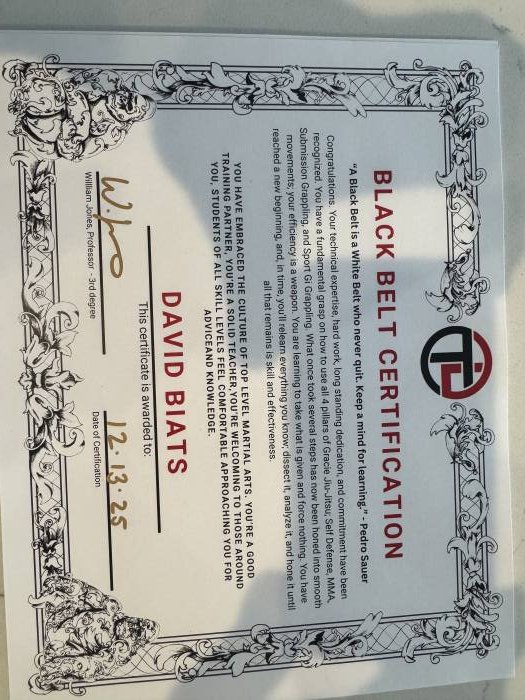 BLACK BELT CERTIFICATION
"A Black Belt is a White Belt who never quit. Keep a mind for learning." - Pedro Sauer
Congratulations. Your technical expertise, hard work, long standing dedication, and commitment have been
recognized. You have a fundamental grasp on how to use all 4 pillars of Gracie Jiu-Jitsu; Self Defense, MMA,
Submission Grappling, and Sport Gi Grappling. What once took several steps has now been honed into smooth
movements; your efficiency is a weapon. You are learning to take what is given and force nothing. You have
reached a new beginning, and, in time, you'll relearn everything you know; dissect it, analyze it, and hone it until
all that remains is skill and effectiveness.
YOU HAVE EMBRACED THE CULTURE OF TOP LEVEL MARTIAL ARTS. YOU'RE A GOOD
TRAINING PARTNER, YOU'RE A SOLID TEACHER,YOU'RE WELCOMING TO THOSE AROUND
YOU, STUDENTS OF ALL SKILL LEVELS FEEL COMFORTABLE APPROACHING YOU FOR
ADVICEAND KNOWLEDGE.
DAVID BIATS
This certificate is awarded to:
12.13.25
William Jones, Professor - 3rd degree
Date of Certification